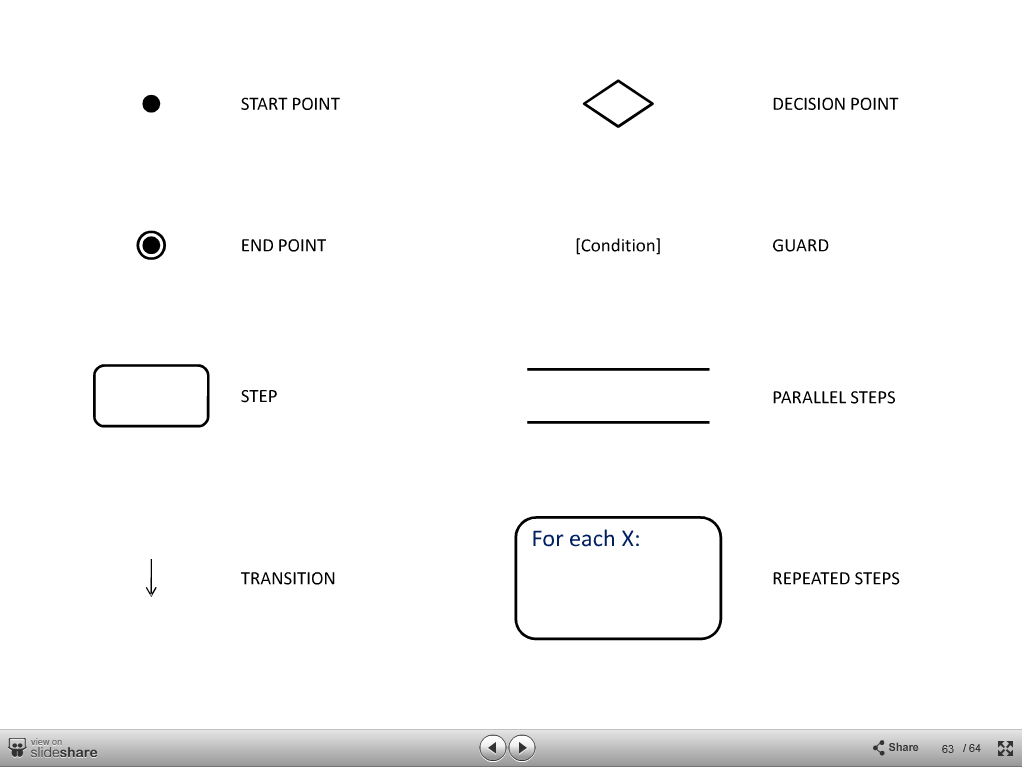 START POINT
DECISION POINT
END POINT
[Condition]
GUARD
STEP
PARALLEL STEPS
For each X:
TRANSITION
REPEATED STEPS
view on
slideshare
Share
63 / 64